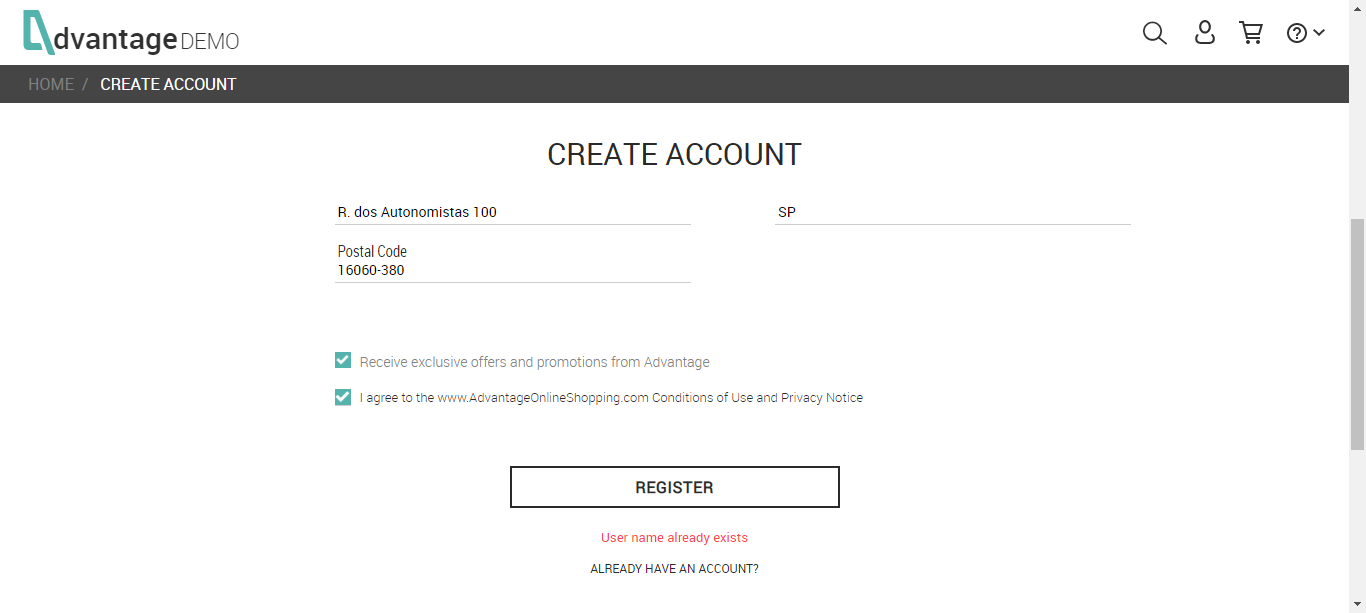 dvantage DEMO
HOME / CREATE ACCOUNT
CREATE ACCOUNT
R. dos Autonomistas 100
SP
Postal Code
16060-380
Receive exclusive offers and promotions from Advantage
I agree to the www.AdvantageOnlineShopping.com Conditions of Use and Privacy Notice
REGISTER
User name already exists
ALREADY HAVE AN ACCOUNT?